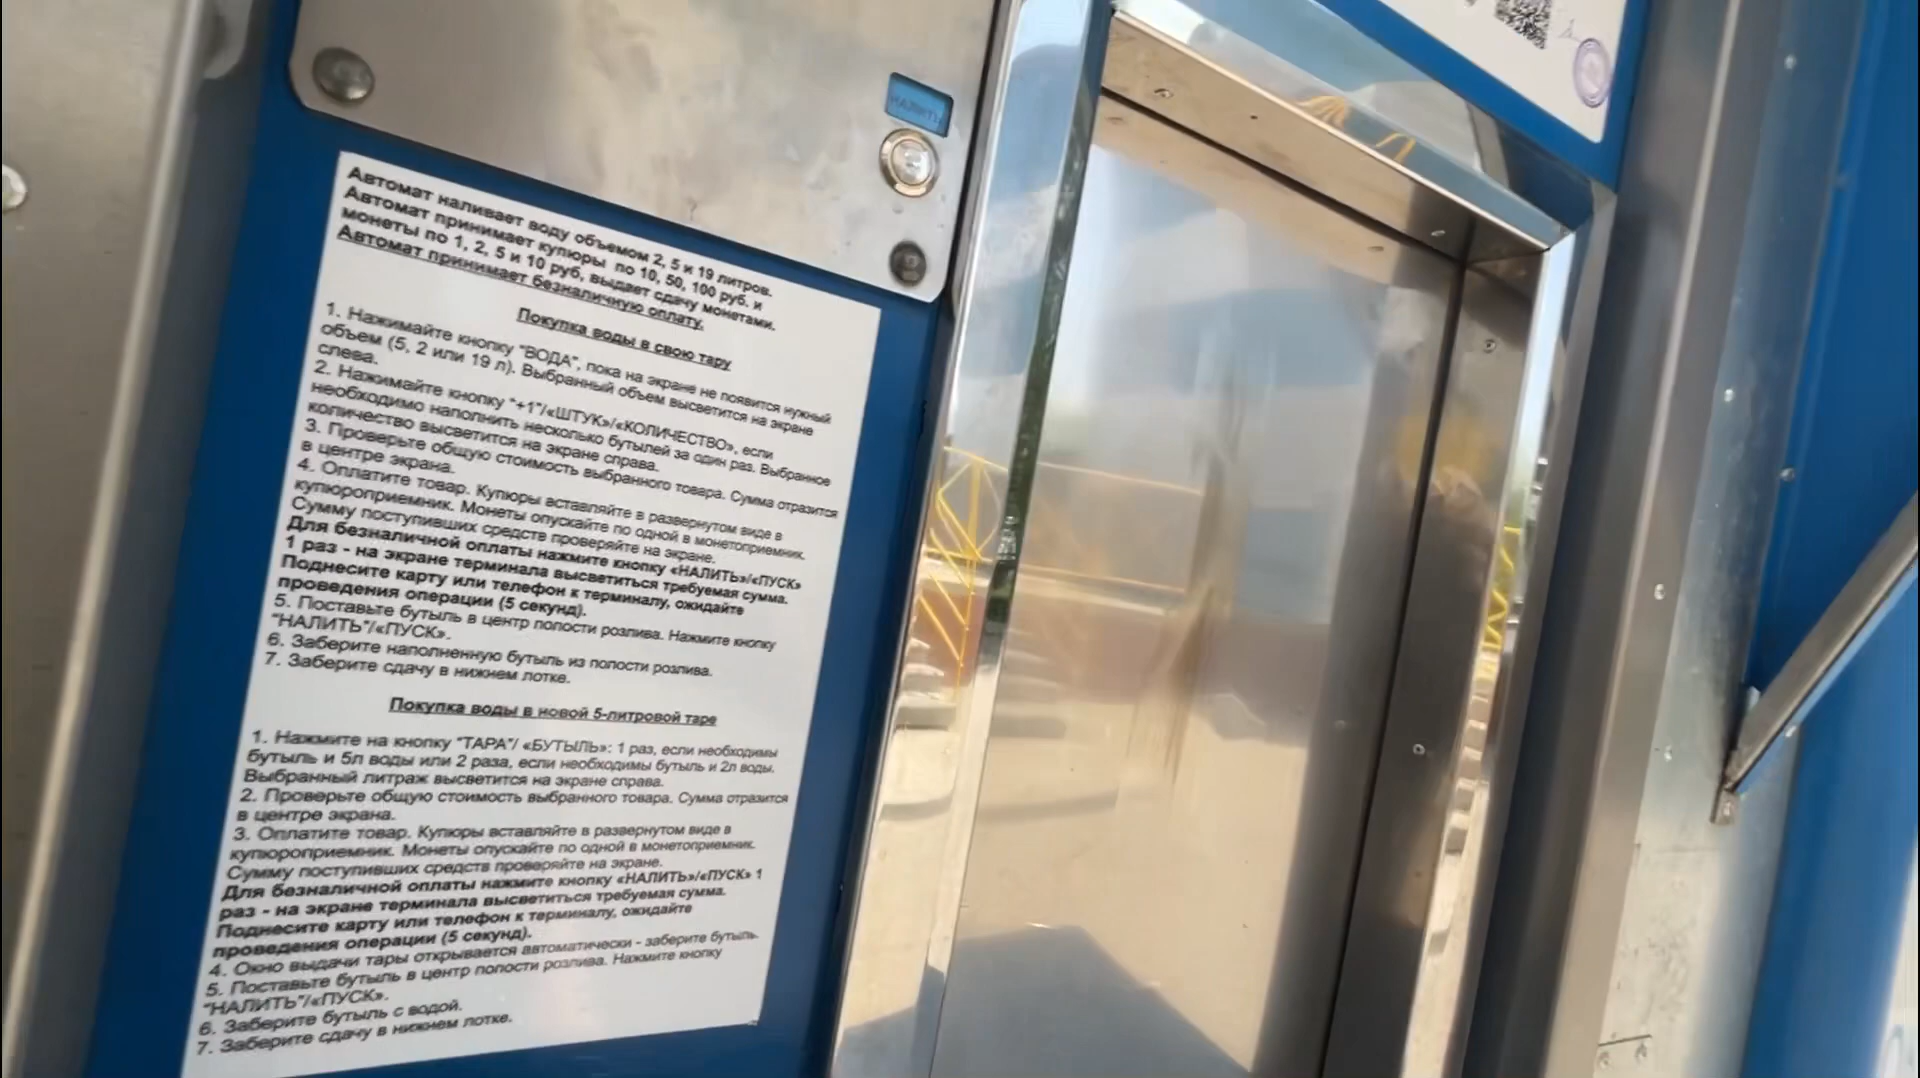 НАЛИТЬ
Автомат наливает воду объемом 2, 5 и 19 литров.
Автомат принимает купюры по 10, 50, 100 руб. и
монеты по 1, 2, 5 и 10 руб, выдает сдачу монетами.
Автомат принимает безналичную оплату.
Покупка воды в свою тару
1. Нажимайте кнопку "ВОДА", пока на экране не появится нужный
объем (5, 2 или 19 л). Выбранный объем высветится на экране
слева.
2. Нажимайте кнопку "+1"/«ШТУК»/«КОЛИЧЕСТВО», если
необходимо наполнить несколько бутылей за один раз. Выбранное
количество высветится на экране справа.
3. Проверьте общую стоимость выбранного товара. Сумма отразится
в центре экрана.
4. Оплатите товар. Купюры вставляйте в развернутом виде в
купюроприемник. Монеты опускайте по одной в монетоприемник.
Сумму поступивших средств проверяйте на экране.
Для безналичной оплаты нажмите кнопку «НАЛИТЬ»/«ПУСК»
1 раз - на экране терминала высветиться требуемая сумма.
Поднесите карту или телефон к терминалу, ожидайте
проведения операции (5 секунд).
5. Поставьте бутыль в центр полости розлива. Нажмите кнопку
"НАЛИТЬ"/«ПУСК».
6. Заберите наполненную бутыль из полости розлива.
7. Заберите сдачу в нижнем лотке.
Покупка воды в новой 5-литровой таре
1. Нажмите на кнопку "ТАРА"/ «БУТЫЛЬ»: 1 раз, если необходимы
бутыль и 5л воды или 2 раза, если необходимы бутыль и 2л воды.
Выбранный литраж высветится на экране справа.
2. Проверьте общую стоимость выбранного товара. Сумма отразится
в центре экрана.
3. Оплатите товар. Купюры вставляйте в развернутом виде в
купюроприемник. Монеты опускайте по одной в монетоприемник.
Сумму поступивших средств проверяйте на экране.
Для безналичной оплаты нажмите кнопку «НАЛИТЬ»/«ПУСК» 1
раз - на экране терминала высветиться требуемая сумма.
Поднесите карту или телефон к терминалу, ожидайте
проведения операции (5 секунд).
4. Окно выдачи тары открывается автоматически - заберите бутыль.
5. Поставьте бутыль в центр полости розлива. Нажмите кнопку
"НАЛИТЬ"/«ПУСК».
6. Заберите бутыль с водой.
7. Заберите сдачу в нижнем лотке.